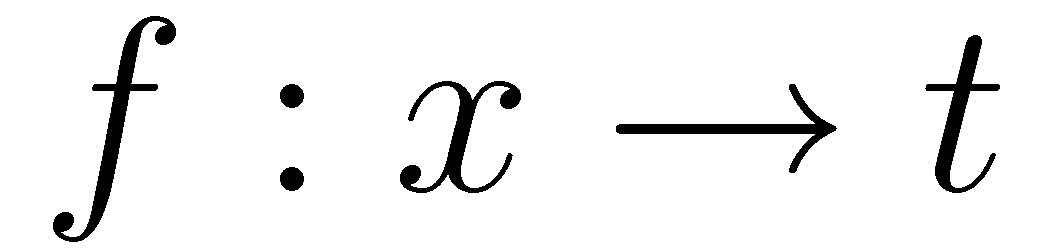 f : x → t